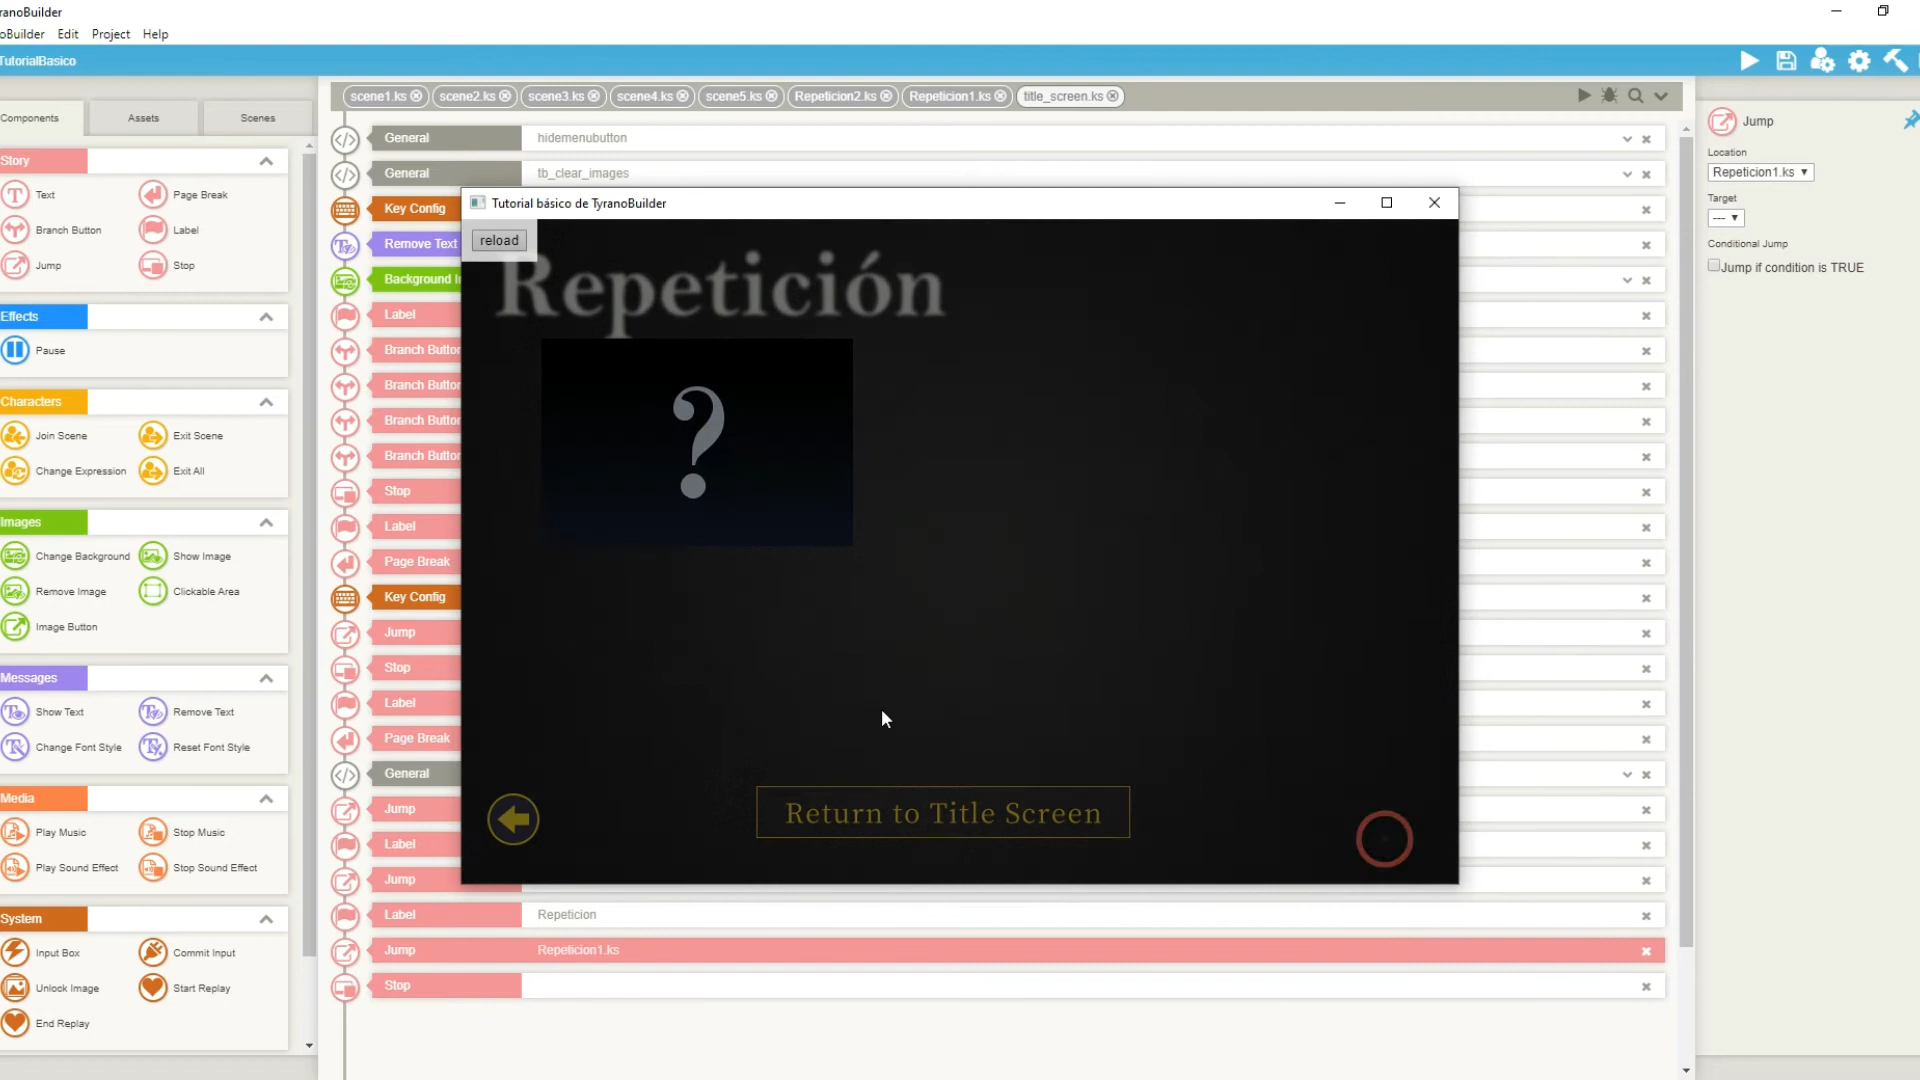 ranoBuilder
oBuilder Edit Project Help
TutorialBasico
Components Assets Scenes
scene1.ks scene2.ks scene3.ks scene4.ks scene5.ks Repeticion2.ks Repeticion1.ks title_screen.ks
Story
Text Page Break
Branch Button Label
Jump Stop
Effects
Pause
Characters
Join Scene Exit Scene
Change Expression Exit All
Images
Change Background Show Image
Remove Image Clickable Area
Image Button
Messages
Show Text Remove Text
Change Font Style Reset Font Style
Media
Play Music Stop Music
Play Sound Effect Stop Sound Effect
System
Input Box Commit Input
Unlock Image Start Replay
End Replay
General hidemenubutton
General tb_clear_images
Key Config
Remove Text
Background I
Label
Branch Butto
Branch Butto
Branch Butto
Branch Butto
Stop
Label
Page Break
Key Config
Jump
Stop
Label
Page Break
General
Jump
Label
Jump
Label Repeticion
Jump Repeticion1.ks
Stop
Tutorial básico de TyranoBuilder
reload
Repetición
?
Return to Title Screen
Jump
Location
Repeticion1.ks
Target
---
Conditional Jump
Jump if condition is TRUE